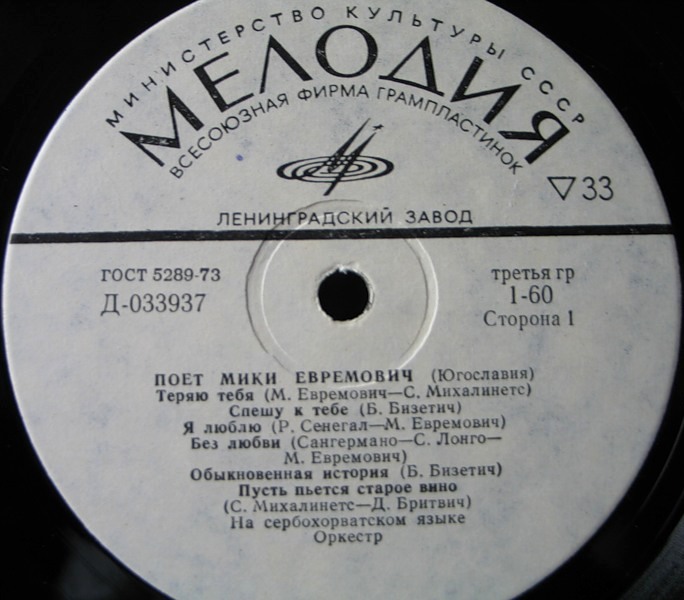 МИНИСТЕРСТВО КУЛЬТУРЫ СССР
МЕЛОДИЯ
ВСЕСОЮЗНАЯ ФИРМА ГРАМПЛАСТИНОК
▽ 33
ЛЕНИНГРАДСКИЙ ЗАВОД
ГОСТ 5289-73
Д-033937
третья гр
1-60
Сторона 1
ПОЕТ МИКИ ЕВРЕМОВИЧ (Югославия)
Теряю тебя (М. Евремович—С. Михалинетс)
Спешу к тебе (Б. Бизетич)
Я люблю (Р. Сенегал—М. Евремович)
Без любви (Сангермано—С. Лонго—
М. Евремович)
Обыкновенная история (Б. Бизетич)
Пусть пьется старое вино
(С. Михалинетс—Д. Бритвич)
На сербохорватском языке
Оркестр